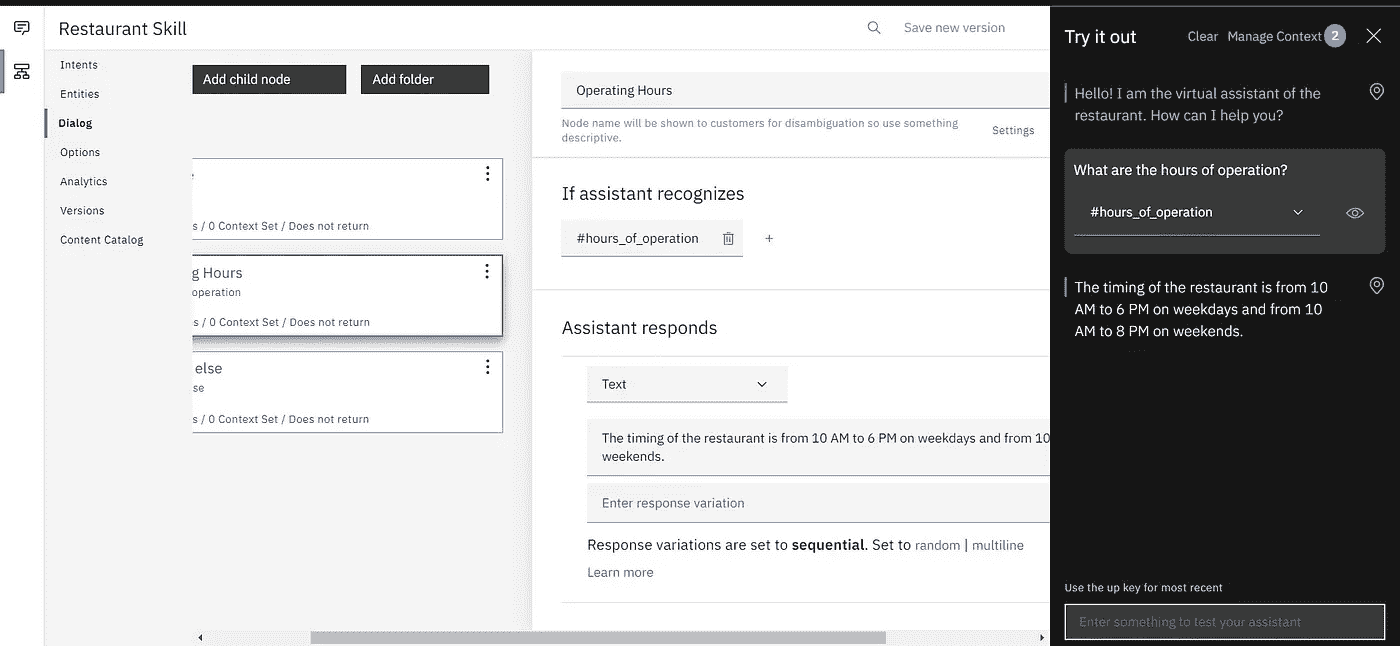 Restaurant Skill
Save new version
Intents
Entities
Dialog
Options
Analytics
Versions
Content Catalog
Add child node
Add folder
s / 0 Context Set / Does not return
g Hours
operation
s / 0 Context Set / Does not return
else
se
s / 0 Context Set / Does not return
Operating Hours
Node name will be shown to customers for disambiguation so use something
descriptive.
Settings
If assistant recognizes
#hours_of_operation
+
Assistant responds
Text
The timing of the restaurant is from 10 AM to 6 PM on weekdays and from 10
weekends.
Enter response variation
Response variations are set to sequential. Set to random | multiline
Learn more
Try it out
Clear
Manage Context 2
Hello! I am the virtual assistant of the
restaurant. How can I help you?
What are the hours of operation?
#hours_of_operation
The timing of the restaurant is from 10
AM to 6 PM on weekdays and from 10
AM to 8 PM on weekends.
Use the up key for most recent
Enter something to test your assistant